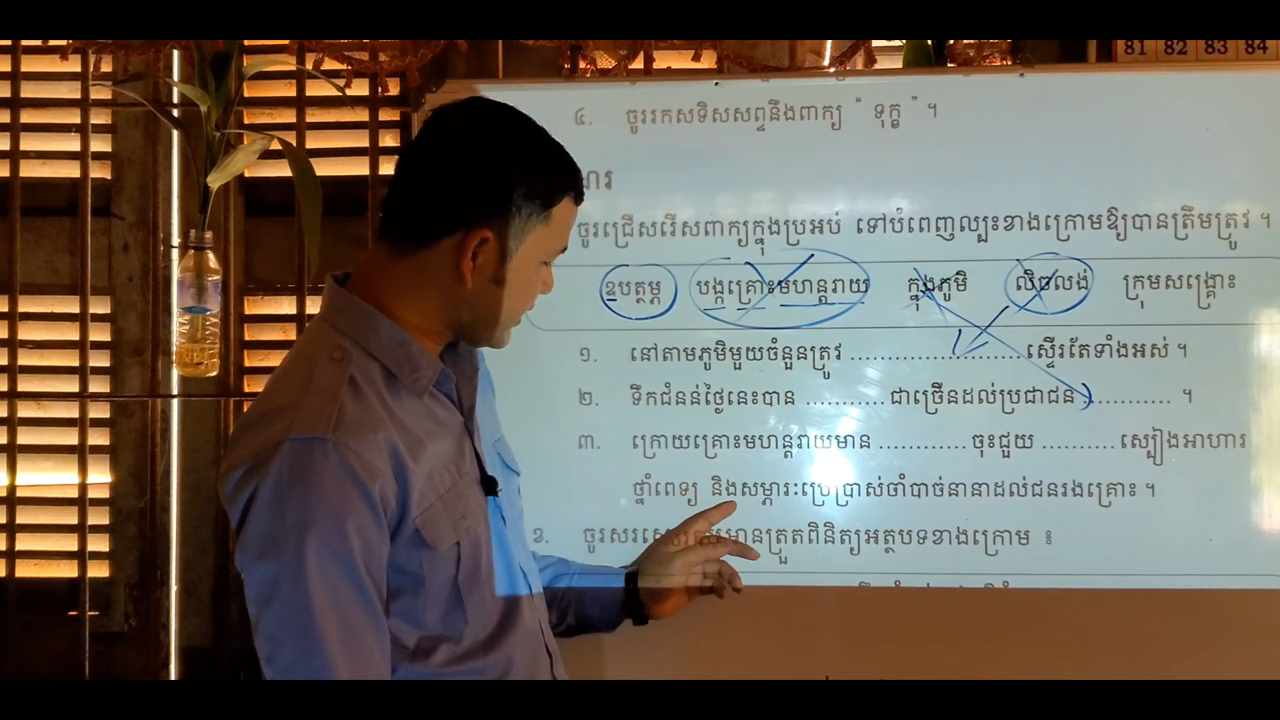 81 82 83 84
៤. ចូររកសទិសសព្ទនឹងពាក្យ “ ទុក្ខ ” ។
ចូរជ្រើសរើសពាក្យក្នុងប្រអប់ ទៅបំពេញល្បះខាងក្រោមឱ្យបានត្រឹមត្រូវ ។
ឧបត្ថម្ភ បង្កគ្រោះមហន្តរាយ ក្នុងភូមិ លិចលង់ ក្រុមសង្គ្រោះ
១. នៅតាមភូមិមួយចំនួនត្រូវ ........................ ស្ទើរតែទាំងអស់ ។
២. ទឹកជំនន់ថ្ងៃនេះបាន ........... ជាច្រើនដល់ប្រជាជន ............ ។
៣. ក្រោយគ្រោះមហន្តរាយមាន ............ ចុះជួយ .......... ស្បៀងអាហារ
ថ្នាំពេទ្យ និងសម្ភារៈប្រើប្រាស់ចាំបាច់នានាដល់ជនរងគ្រោះ ។
ខ. ចូរសរសេរ ត្រួតពិនិត្យអត្ថបទខាងក្រោម ៖